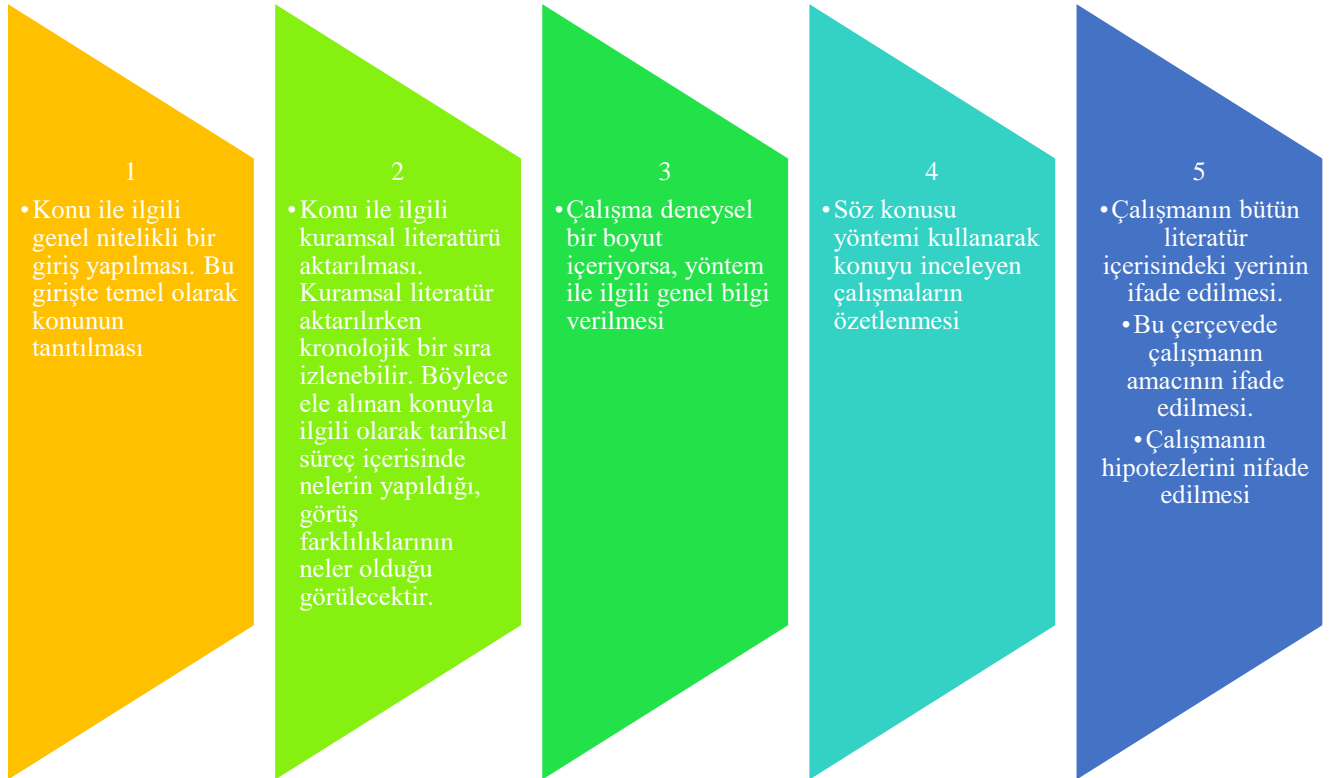 1
•Konu ile ilgili
genel nitelikli bir
giriş yapılması. Bu
girişte temel olarak
konunun
tanıtılması
2
•Konu ile ilgili
kuramsal literatürü
aktarılması.
Kuramsal literatür
aktarılırken
kronolojik bir sıra
izlenebilir. Böylece
ele alınan konuyla
ilgili olarak tarihsel
süreç içerisinde
nelerin yapıldığı,
görüş
farklılıklarının
neler olduğu
görülecektir.
3
•Çalışma deneysel
bir boyut
içeriyorsa, yöntem
ile ilgili genel bilgi
verilmesi
4
•Söz konusu
yöntemi kullanarak
konuyu inceleyen
çalışmaların
özetlenmesi
5
•Çalışmanın bütün
literatür
içerisindeki yerinin
ifade edilmesi.
•Bu çerçevede
çalışmanın
amacının ifade
edilmesi.
•Çalışmanın
hipotezlerini nifade
edilmesi